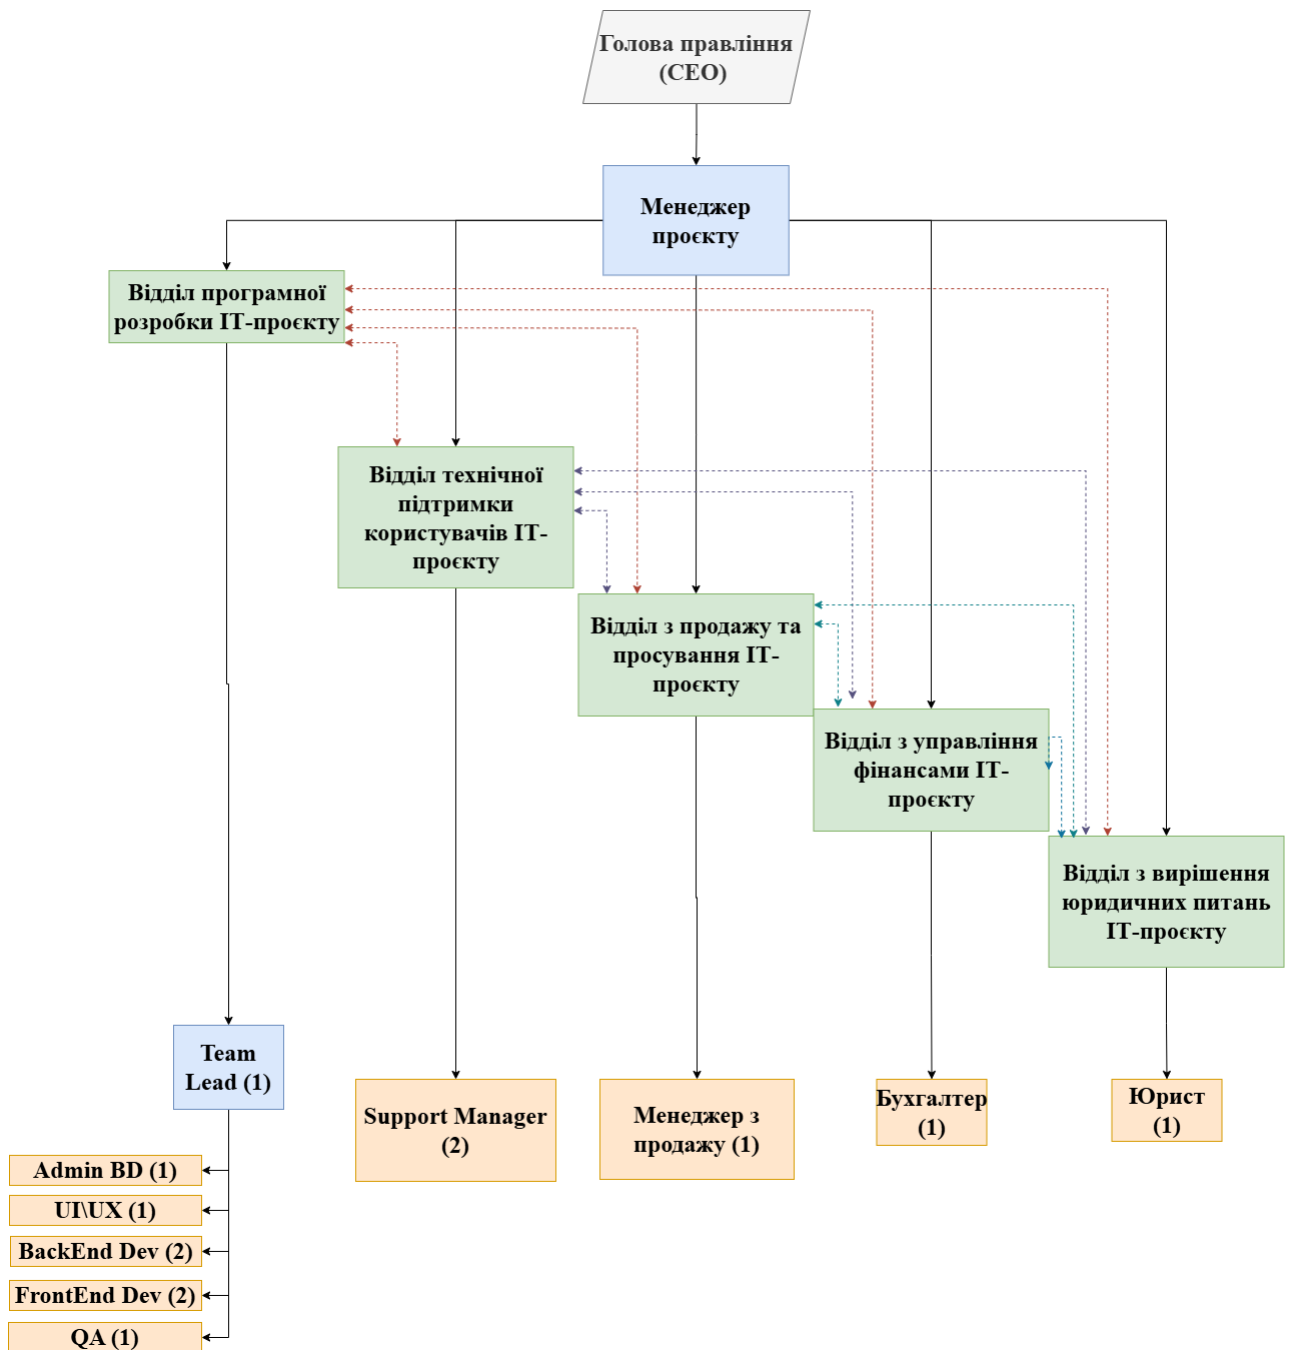 Голова правління
(CEO)
Менеджер
проєкту
Відділ програмної
розробки ІТ-проєкту
Відділ технічної
підтримки
користувачів ІТ-
проєкту
Відділ з продажу та
просування ІТ-
проєкту
Відділ з управління
фінансами ІТ-
проєкту
Відділ з вирішення
юридичних питань
ІТ-проєкту
Team
Lead (1)
Support Manager
(2)
Менеджер з
продажу (1)
Бухгалтер
(1)
Юрист
(1)
Admin BD (1)
UI\UX (1)
BackEnd Dev (2)
FrontEnd Dev (2)
QA (1)